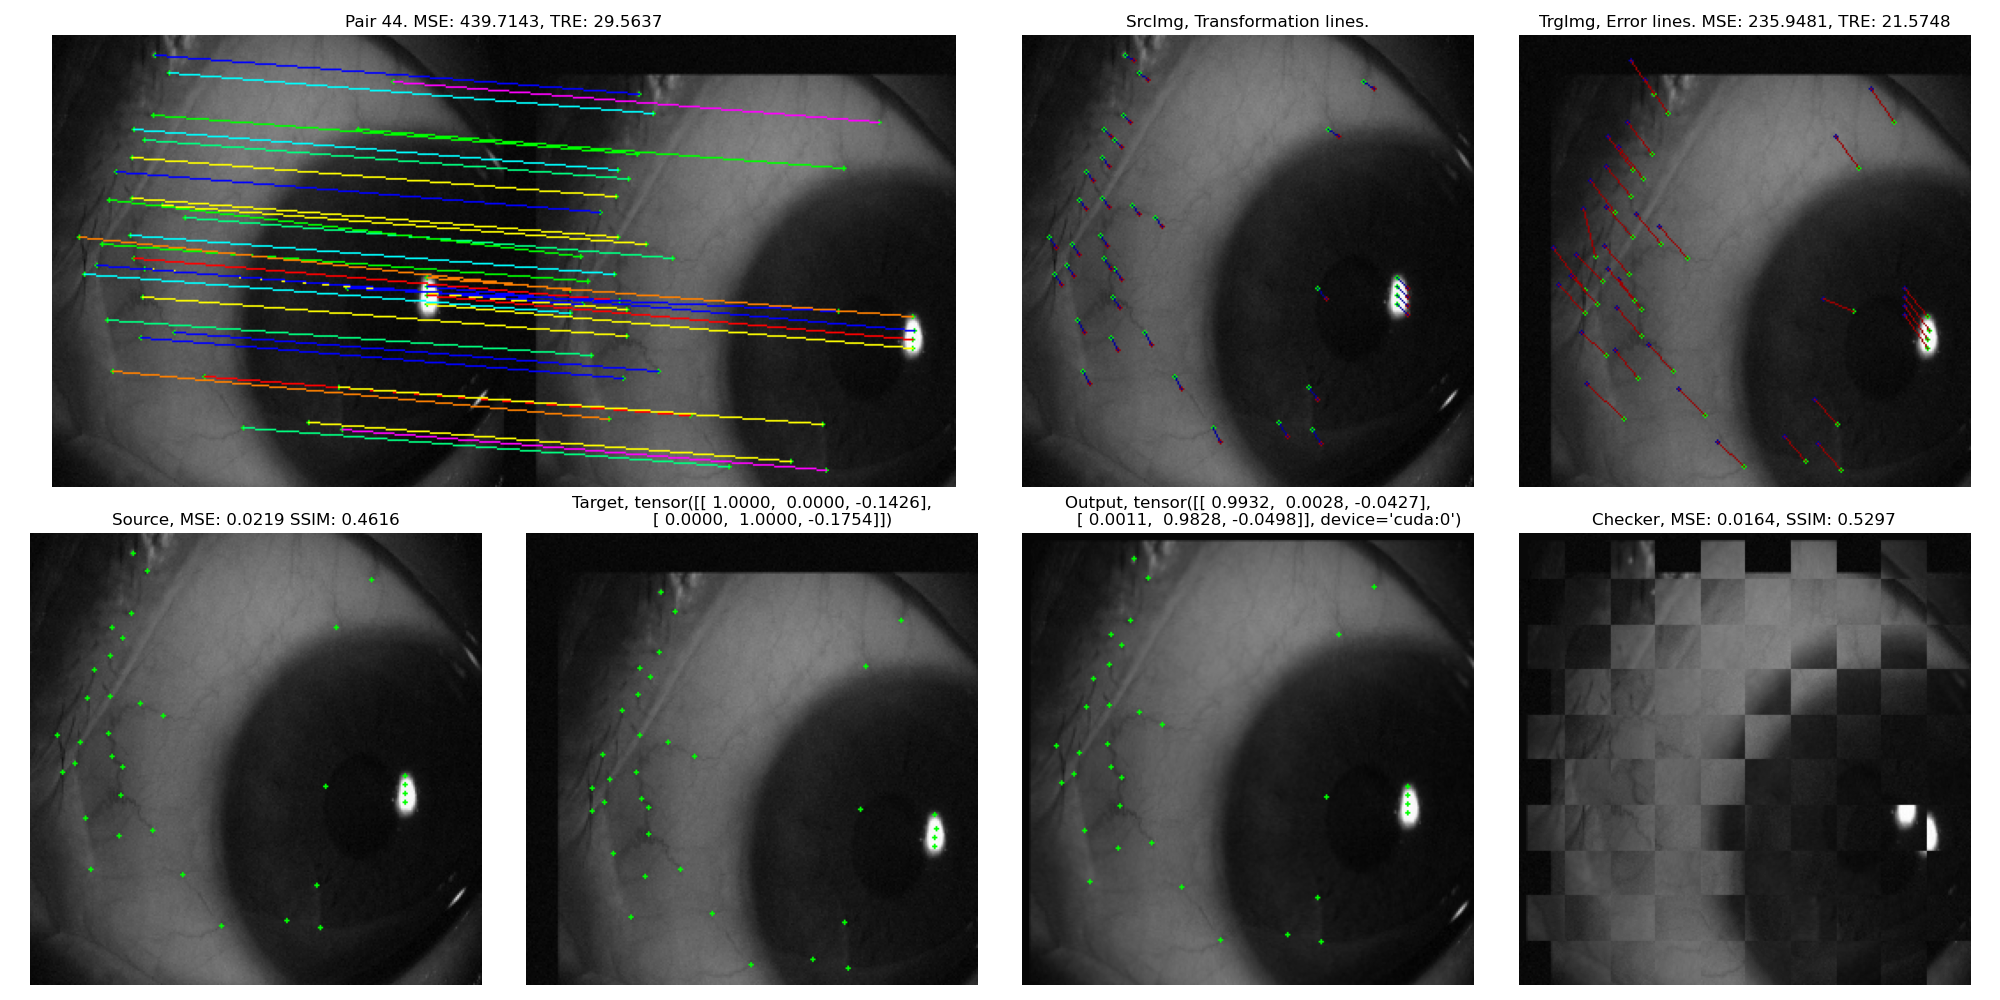 Pair 44. MSE: 439.7143, TRE: 29.5637
SrcImg, Transformation lines.
TrgImg, Error lines. MSE: 235.9481, TRE: 21.5748
Source, MSE: 0.0219 SSIM: 0.4616
Target, tensor([[ 1.0000,  0.0000, -0.1426],
[ 0.0000,  1.0000, -0.1754]])
Output, tensor([[ 0.9932,  0.0028, -0.0427],
[ 0.0011,  0.9828, -0.0498]], device='cuda:0')
Checker, MSE: 0.0164, SSIM: 0.5297